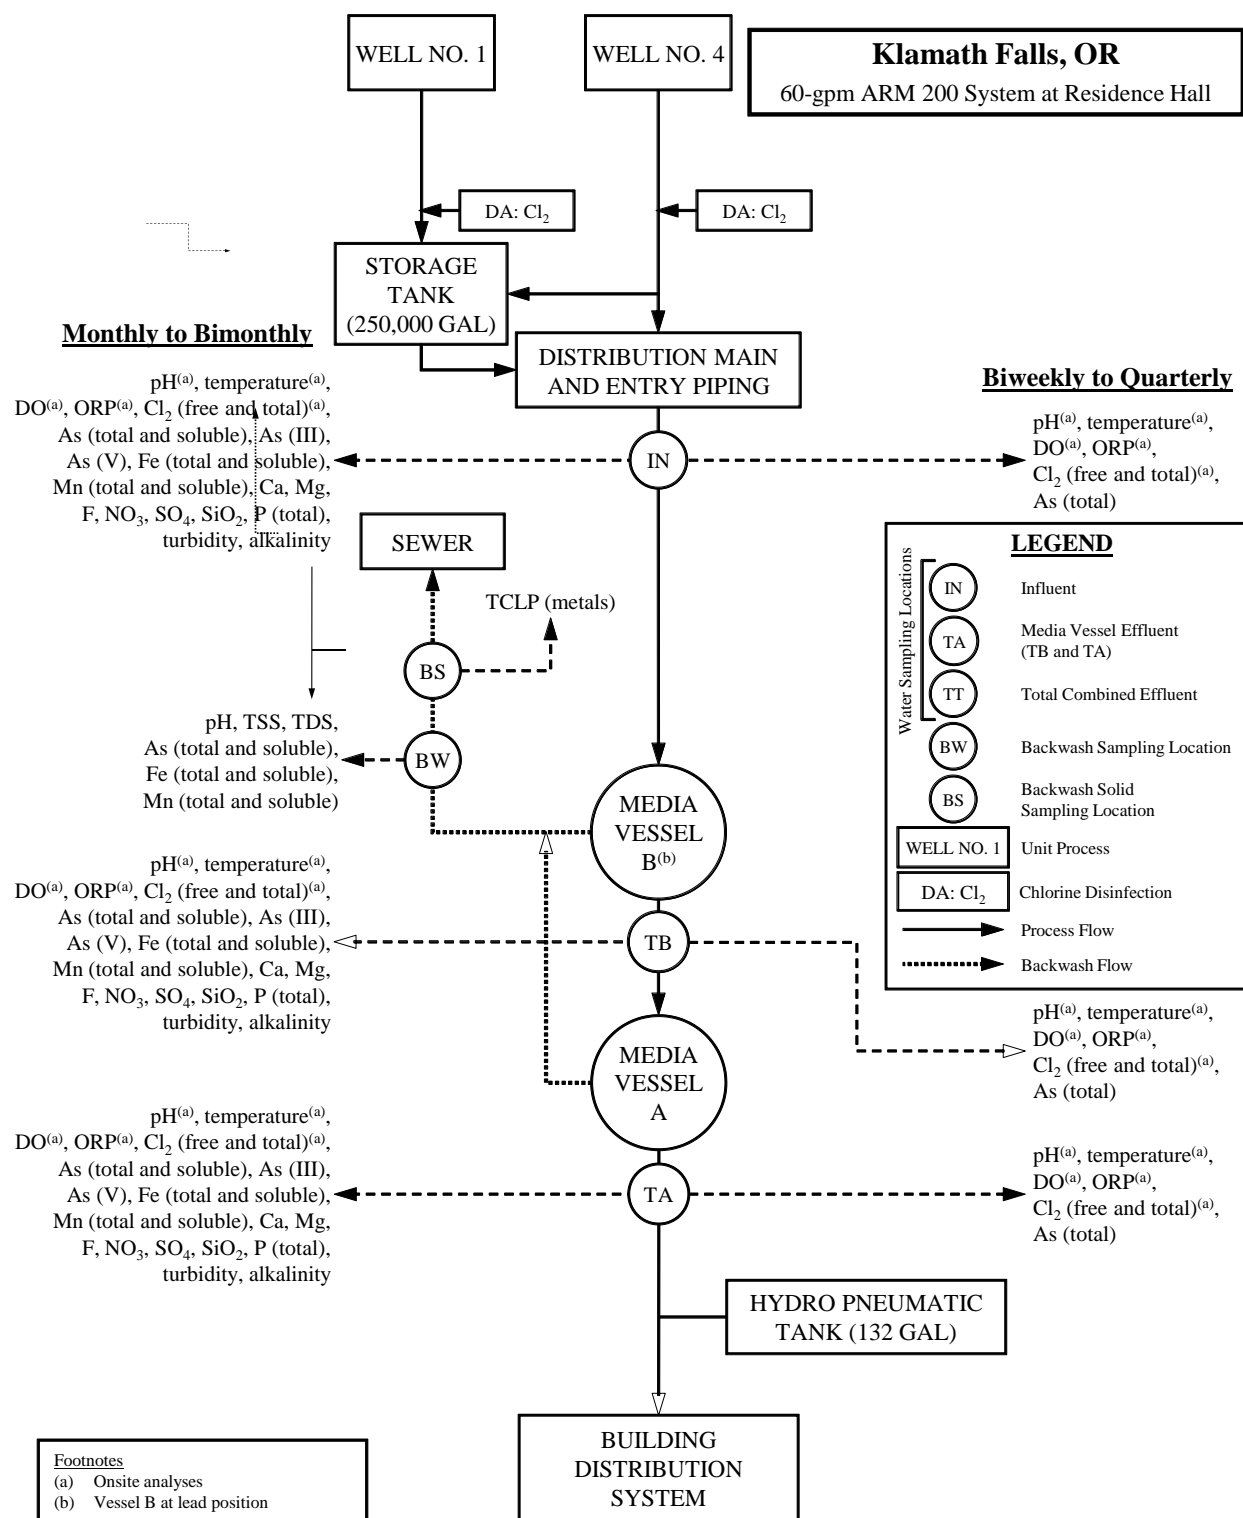 WELL NO. 1
WELL NO. 4
Klamath Falls, OR
60-gpm ARM 200 System at Residence Hall
DA: Cl₂
DA: Cl₂
STORAGE
TANK
(250,000 GAL)
DISTRIBUTION MAIN
AND ENTRY PIPING
Monthly to Bimonthly
pH⁽ᵃ⁾, temperature⁽ᵃ⁾,
DO⁽ᵃ⁾, ORP⁽ᵃ⁾, Cl₂ (free and total)⁽ᵃ⁾,
As (total and soluble), As (III),
As (V), Fe (total and soluble),
Mn (total and soluble), Ca, Mg,
F, NO₃, SO₄, SiO₂, P (total),
turbidity, alkalinity
IN
Biweekly to Quarterly
pH⁽ᵃ⁾, temperature⁽ᵃ⁾,
DO⁽ᵃ⁾, ORP⁽ᵃ⁾,
Cl₂ (free and total)⁽ᵃ⁾,
As (total)
SEWER
TCLP (metals)
BS
BW
pH, TSS, TDS,
As (total and soluble),
Fe (total and soluble),
Mn (total and soluble)
LEGEND
Water Sampling Locations
IN
Influent
TA
Media Vessel Effluent
(TB and TA)
TT
Total Combined Effluent
BW
Backwash Sampling Location
BS
Backwash Solid
Sampling Location
WELL NO. 1
Unit Process
DA: Cl₂
Chlorine Disinfection
Process Flow
Backwash Flow
MEDIA
VESSEL
B⁽ᵇ⁾
pH⁽ᵃ⁾, temperature⁽ᵃ⁾,
DO⁽ᵃ⁾, ORP⁽ᵃ⁾, Cl₂ (free and total)⁽ᵃ⁾,
As (total and soluble), As (III),
As (V), Fe (total and soluble),
Mn (total and soluble), Ca, Mg,
F, NO₃, SO₄, SiO₂, P (total),
turbidity, alkalinity
TB
pH⁽ᵃ⁾, temperature⁽ᵃ⁾,
DO⁽ᵃ⁾, ORP⁽ᵃ⁾,
Cl₂ (free and total)⁽ᵃ⁾,
As (total)
MEDIA
VESSEL
A
pH⁽ᵃ⁾, temperature⁽ᵃ⁾,
DO⁽ᵃ⁾, ORP⁽ᵃ⁾, Cl₂ (free and total)⁽ᵃ⁾,
As (total and soluble), As (III),
As (V), Fe (total and soluble),
Mn (total and soluble), Ca, Mg,
F, NO₃, SO₄, SiO₂, P (total),
turbidity, alkalinity
TA
pH⁽ᵃ⁾, temperature⁽ᵃ⁾,
DO⁽ᵃ⁾, ORP⁽ᵃ⁾,
Cl₂ (free and total)⁽ᵃ⁾,
As (total)
HYDRO PNEUMATIC
TANK (132 GAL)
BUILDING
DISTRIBUTION
SYSTEM
Footnotes
(a) Onsite analyses
(b) Vessel B at lead position